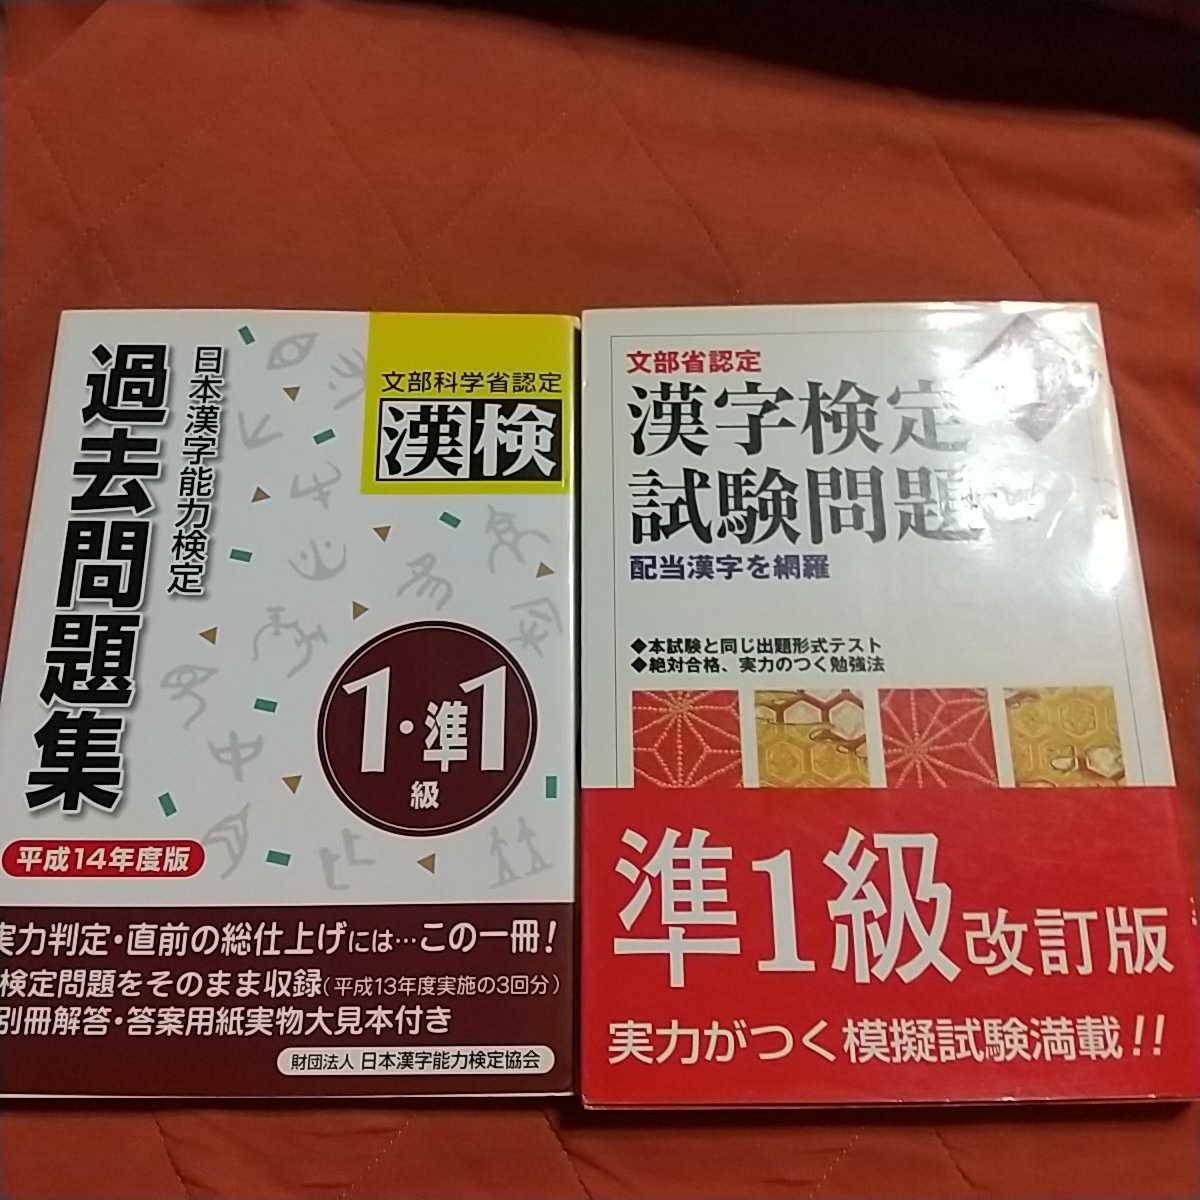 文部科学省認定
漢検
日本漢字能力検定
過去問題集
1・準1
級
平成14年度版
実力判定・直前の総仕上げには…この一冊!
検定問題をそのまま収録(平成13年度実施の3回分)
別冊解答・答案用紙実物大見本付き
財団法人 日本漢字能力検定協会
文部省認定
漢字検定
試験問題
配当漢字を網羅
◆本試験と同じ出題形式テスト
◆絶対合格、実力のつく勉強法
準1級改訂版
実力がつく模擬試験満載!!